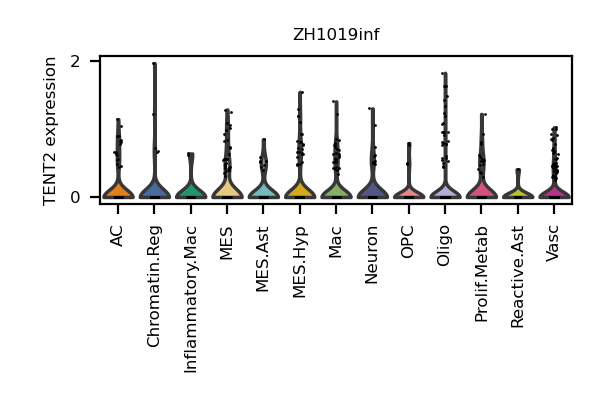 ZH1019inf
TENT2 expression
2
0
AC
Chromatin.Reg
Inflammatory.Mac
MES
MES.Ast
MES.Hyp
Mac
Neuron
OPC
Oligo
Prolif.Metab
Reactive.Ast
Vasc